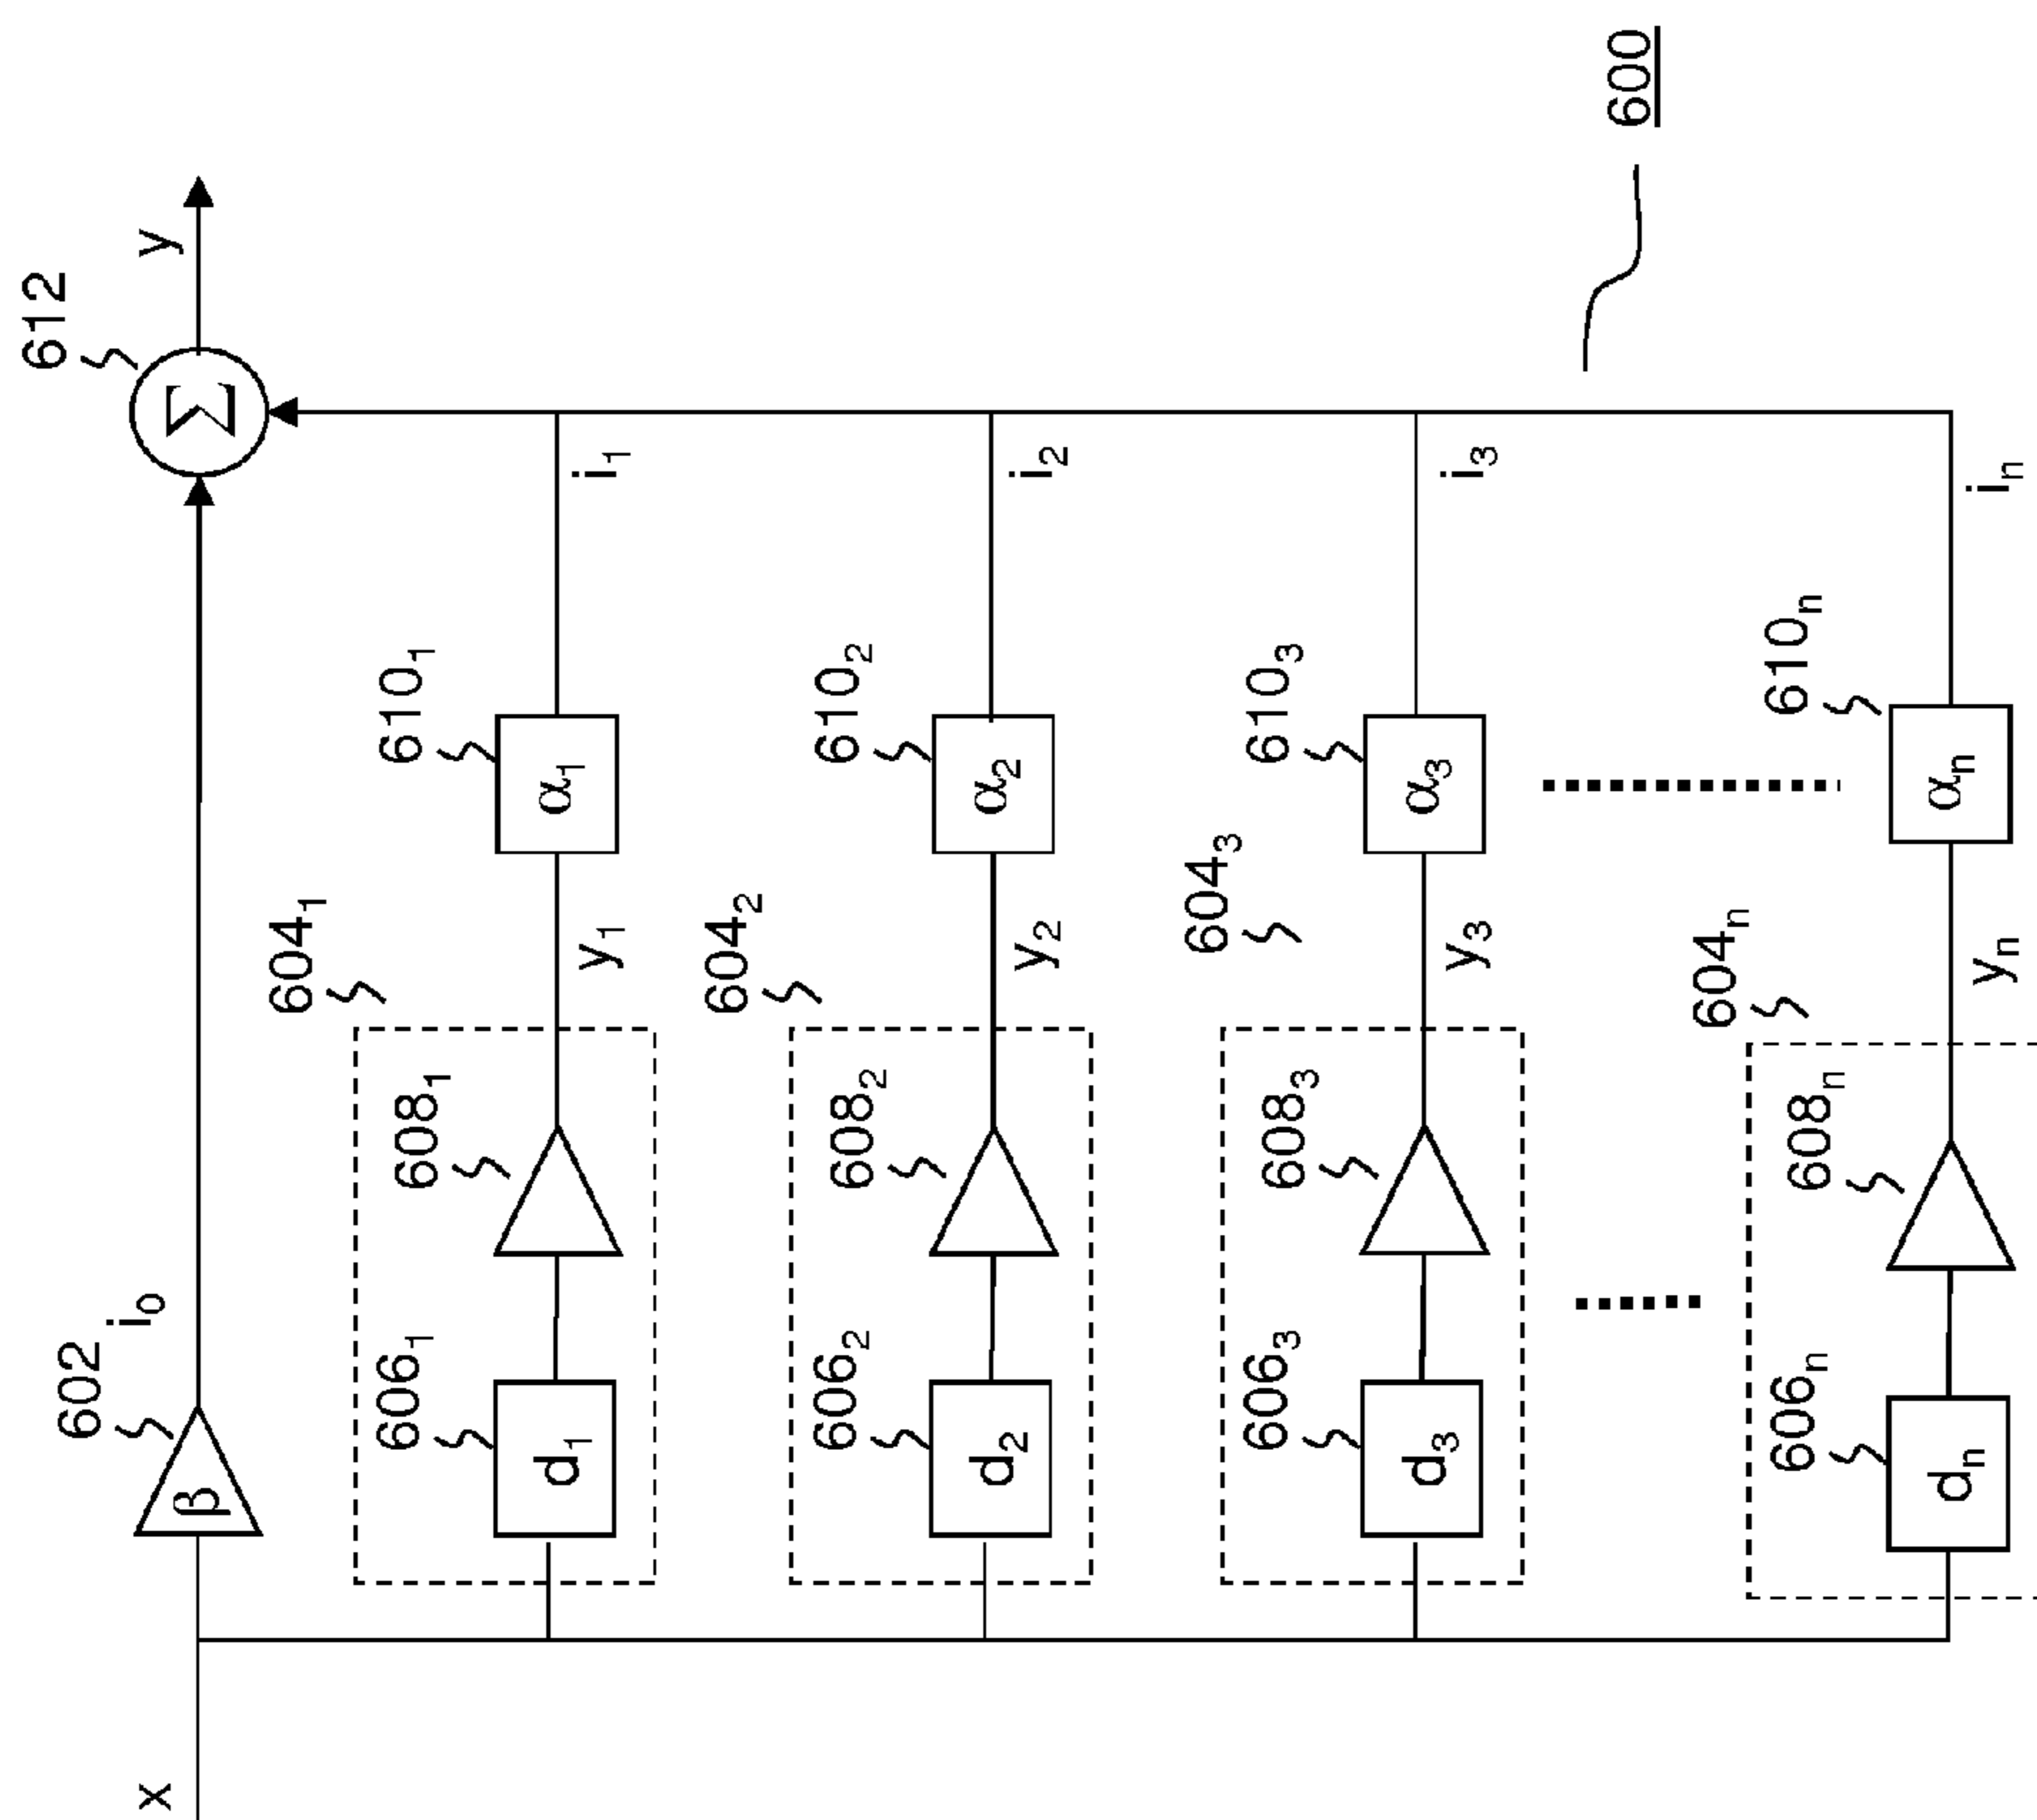 x
602
β
i₀
612
Σ
y
604₁
606₁
d₁
608₁
y₁
610₁
α₁
i₁
604₂
606₂
d₂
608₂
y₂
610₂
α₂
i₂
604₃
606₃
d₃
608₃
y₃
610₃
α₃
i₃
604ₙ
606ₙ
dₙ
608ₙ
yₙ
610ₙ
αₙ
iₙ
600